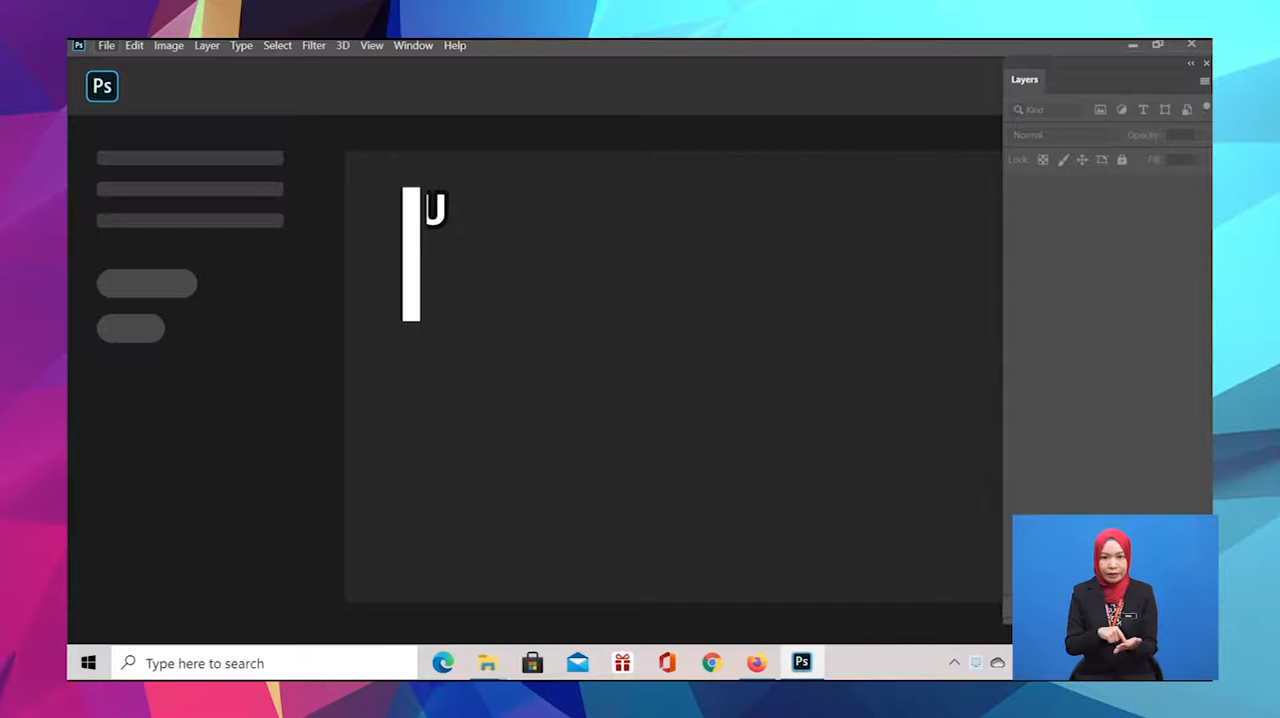 Ps File Edit Image Layer Type Select Filter 3D View Window Help
Ps
Layers
Kind
Normal Opacity:
Lock: Fill:
U
Type here to search
Ps